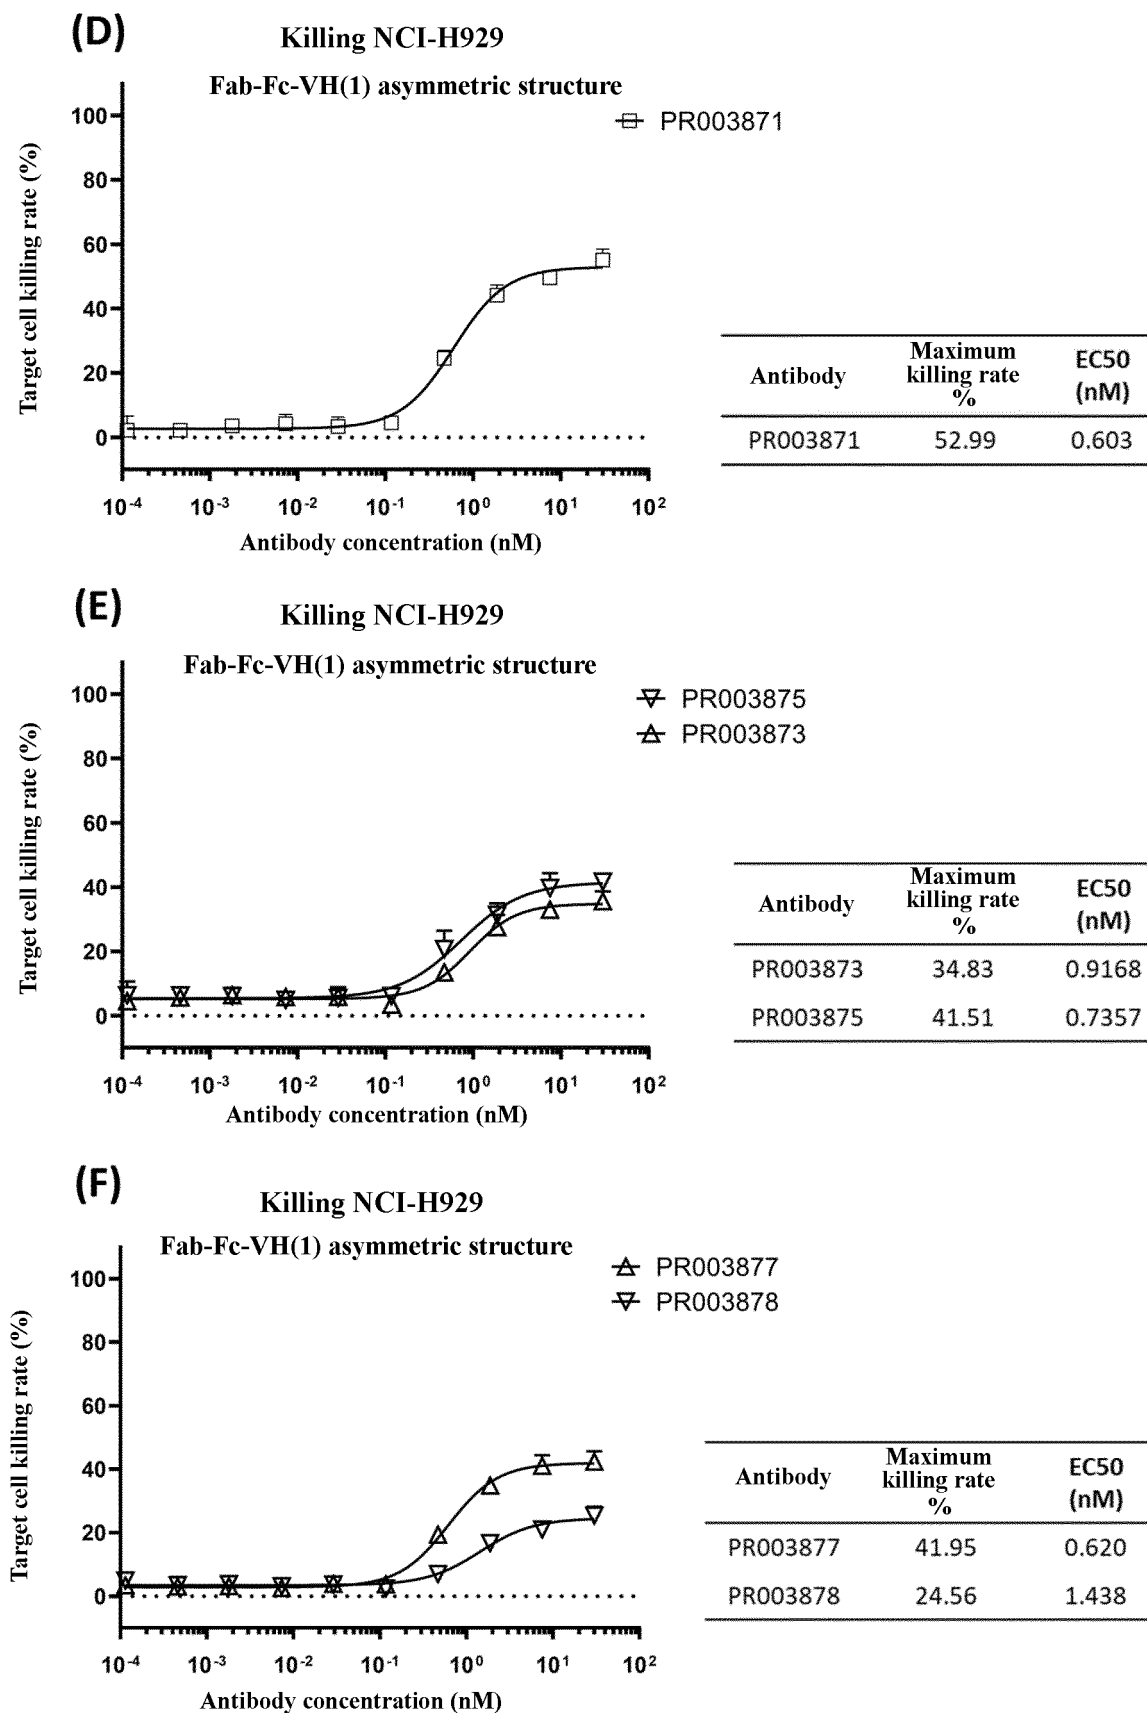 (D)
Killing NCI-H929
Fab-Fc-VH(1) asymmetric structure
PR003871
Target cell killing rate (%)
100
80
60
40
20
0
10-4 10-3 10-2 10-1 100 101 102
Antibody concentration (nM)
Antibody Maximum killing rate % EC50 (nM)
PR003871 52.99 0.603
(E)
Killing NCI-H929
Fab-Fc-VH(1) asymmetric structure
PR003875
PR003873
Target cell killing rate (%)
100
80
60
40
20
0
10-4 10-3 10-2 10-1 100 101 102
Antibody concentration (nM)
Antibody Maximum killing rate % EC50 (nM)
PR003873 34.83 0.9168
PR003875 41.51 0.7357
(F)
Killing NCI-H929
Fab-Fc-VH(1) asymmetric structure
PR003877
PR003878
Target cell killing rate (%)
100
80
60
40
20
0
10-4 10-3 10-2 10-1 100 101 102
Antibody concentration (nM)
Antibody Maximum killing rate % EC50 (nM)
PR003877 41.95 0.620
PR003878 24.56 1.438